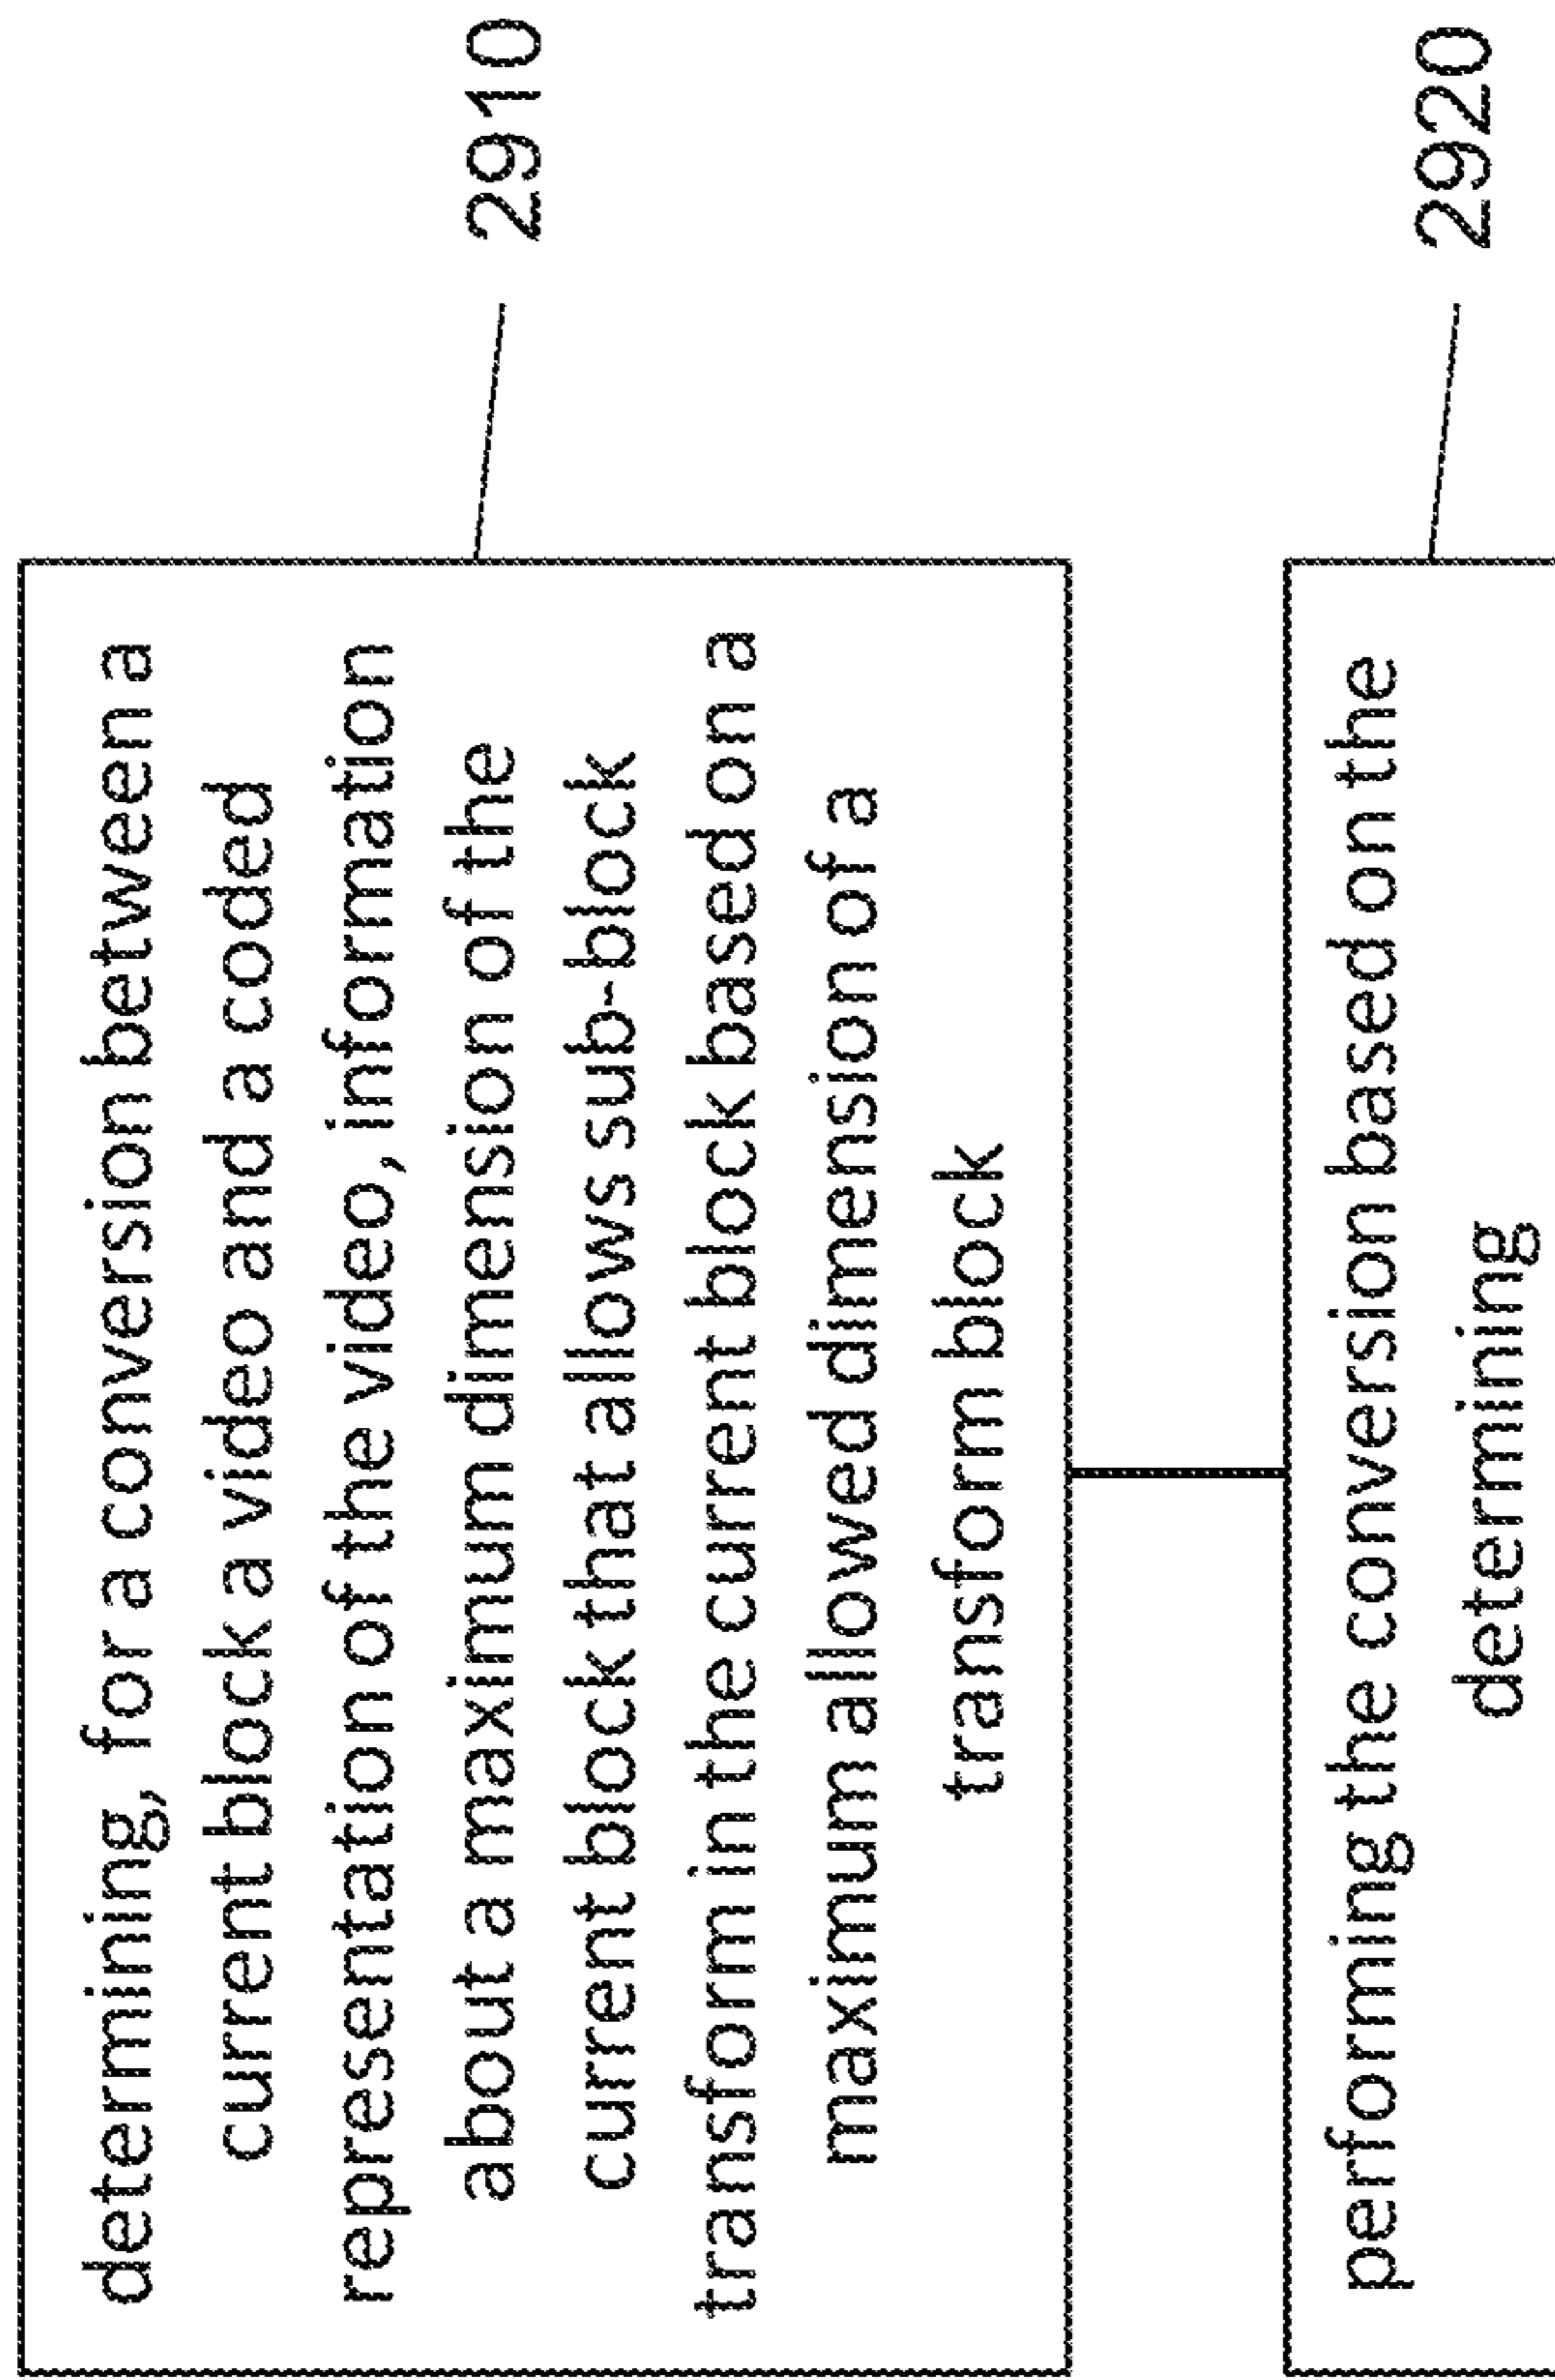 determining, for a conversion between a
current block a video and a coded
representation of the video, information
about a maximum dimension of the
current block that allows sub-block
transform in the current block based on a
maximum allowed dimension of a
transform block
2910
performing the conversion based on the
determining
2920